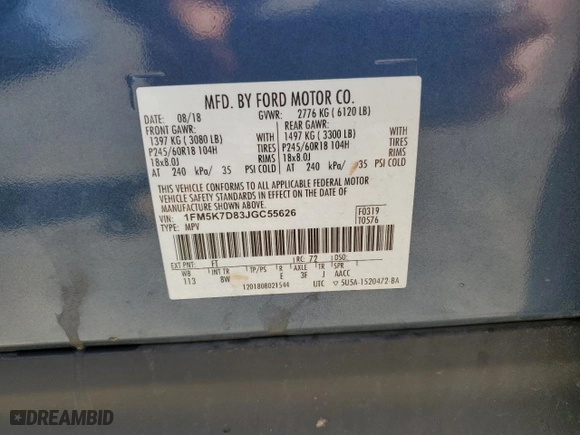 MFD. BY FORD MOTOR CO.
DATE: 08/18 GVWR: 2776 KG ( 6120 LB)
FRONT GAWR: REAR GAWR:
1397 KG ( 3080 LB) WITH 1497 KG ( 3300 LB) WITH
P245/60R18 104H TIRES P245/60R18 104H TIRES
18x8.0J RIMS 18x8.0J RIMS
AT 240 kPa/ 35 PSI COLD AT 240 kPa/ 35 PSI COLD
THIS VEHICLE CONFORMS TO ALL APPLICABLE FEDERAL MOTOR
VEHICLE SAFETY STANDARDS IN EFFECT ON THE DATE OF
MANUFACTURE SHOWN ABOVE.
VIN: 1FM5K7D83JGC55626 F0319
TYPE: MPV T0576
EXT PNT: FT RC: 72 DSO:
WB INT TR TP/PS R AXLE TR SPR
113 8W E 3F J AACC
1201808021544 UTC SU5A-1520472-BA
DREAMBID